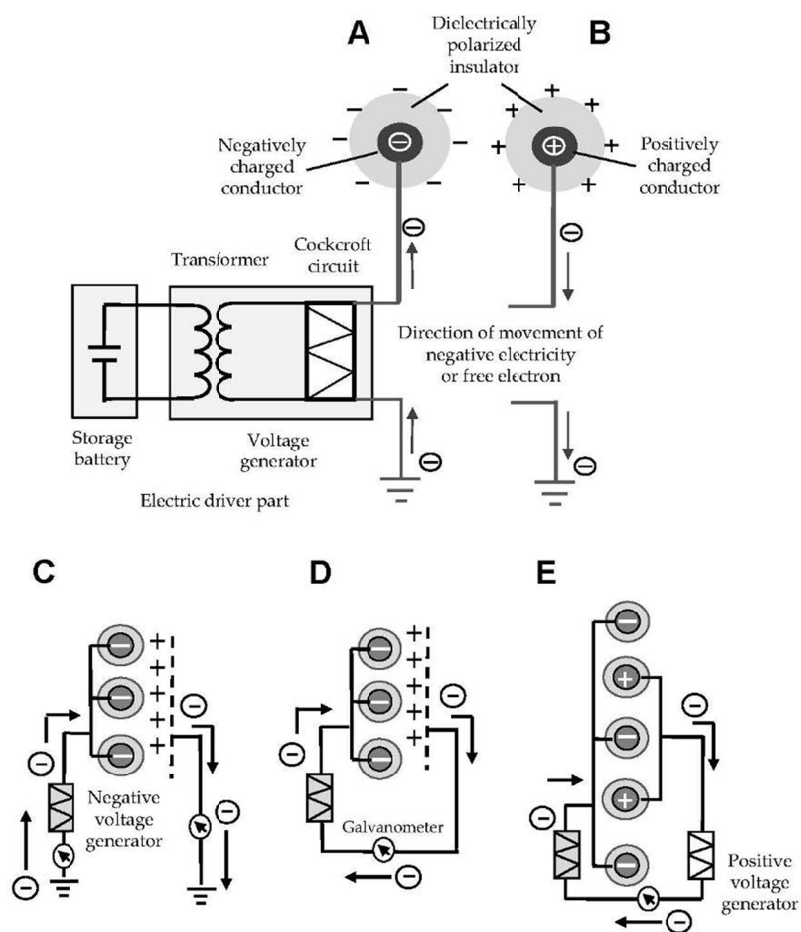 A
Dielectrically
polarized
insulator
B
Negatively
charged
conductor
Positively
charged
conductor
Transformer
Cockcroft
circuit
Direction of movement of
negative electricity
or free electron
Storage
battery
Voltage
generator
Electric driver part
C
D
E
Negative
voltage
generator
Galvanometer
Positive
voltage
generator